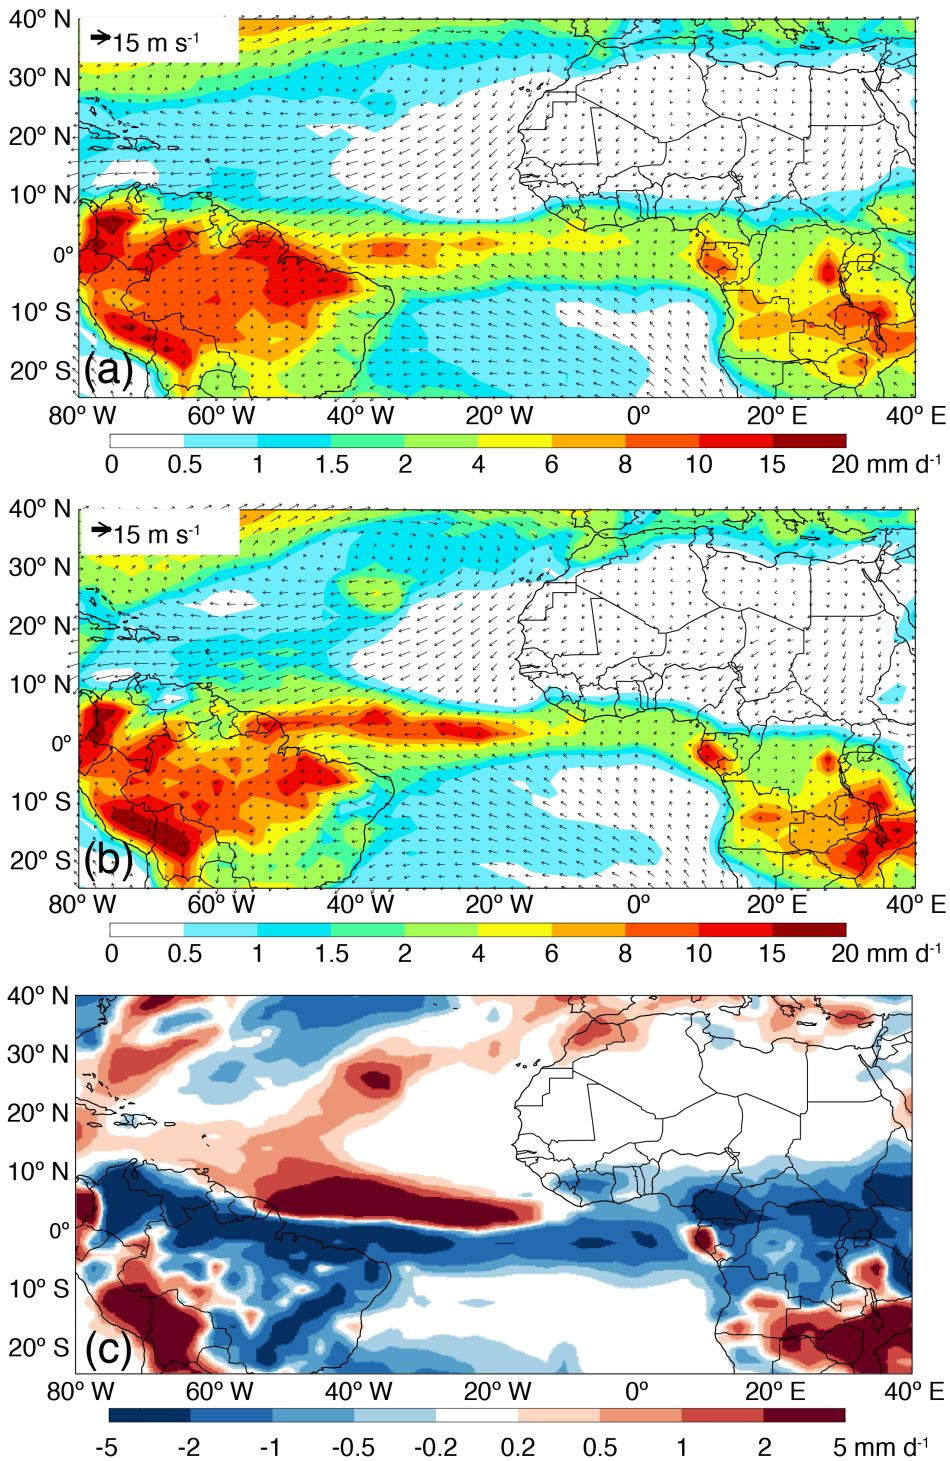 40° N
15 m s⁻¹
30° N
20° N
10° N
0°
10° S
20° S
(a)
80° W 60° W 40° W 20° W 0° 20° E 40° E
0 0.5 1 1.5 2 4 6 8 10 15 20 mm d⁻¹
40° N
15 m s⁻¹
30° N
20° N
10° N
0°
10° S
20° S
(b)
80° W 60° W 40° W 20° W 0° 20° E 40° E
0 0.5 1 1.5 2 4 6 8 10 15 20 mm d⁻¹
40° N
30° N
20° N
10° N
0°
10° S
20° S
(c)
80° W 60° W 40° W 20° W 0° 20° E 40° E
-5 -2 -1 -0.5 -0.2 0.2 0.5 1 2 5 mm d⁻¹